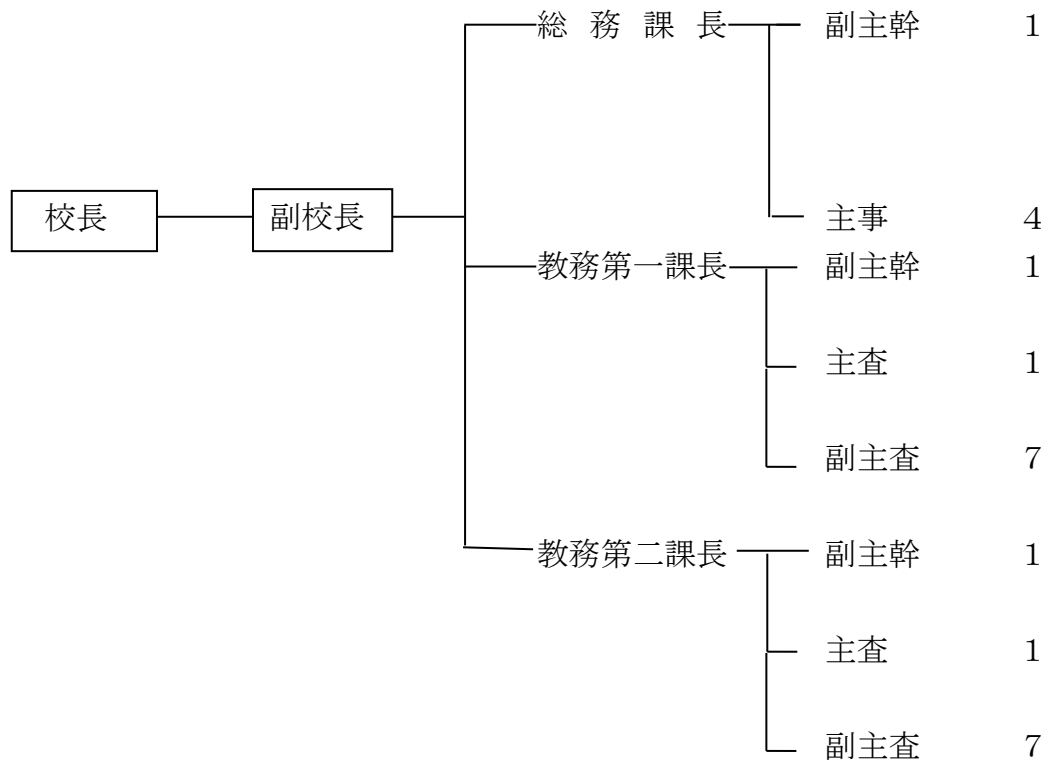 総務課長 副主幹 1
校長 副校長 主事 4
教務第一課長 副主幹 1
主査 1
副主査 7
教務第二課長 副主幹 1
主査 1
副主査 7